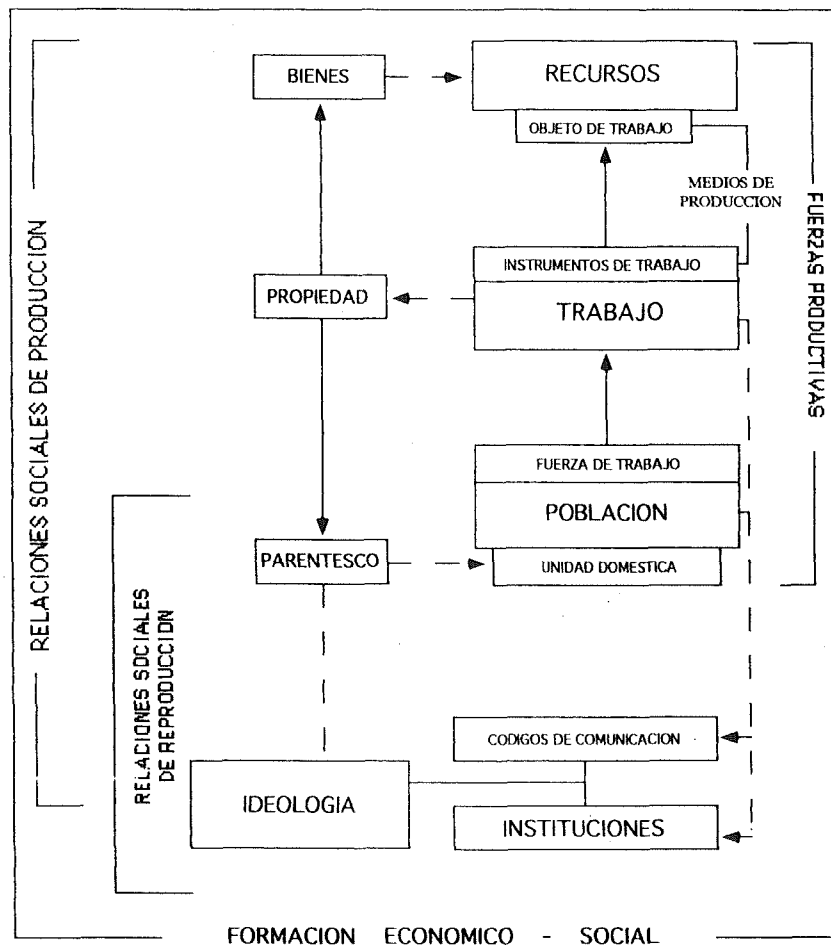 BIENES
RECURSOS
OBJETO DE TRABAJO
MEDIOS DE
PRODUCCION
INSTRUMENTOS DE TRABAJO
PROPIEDAD
TRABAJO
FUERZAS PRODUCTIVAS
RELACIONES SOCIALES DE PRODUCCION
FUERZA DE TRABAJO
POBLACION
PARENTESCO
UNIDAD DOMESTICA
RELACIONES SOCIALES
DE REPRODUCCION
CODIGOS DE COMUNICACION
IDEOLOGIA
INSTITUCIONES
FORMACION ECONOMICO - SOCIAL